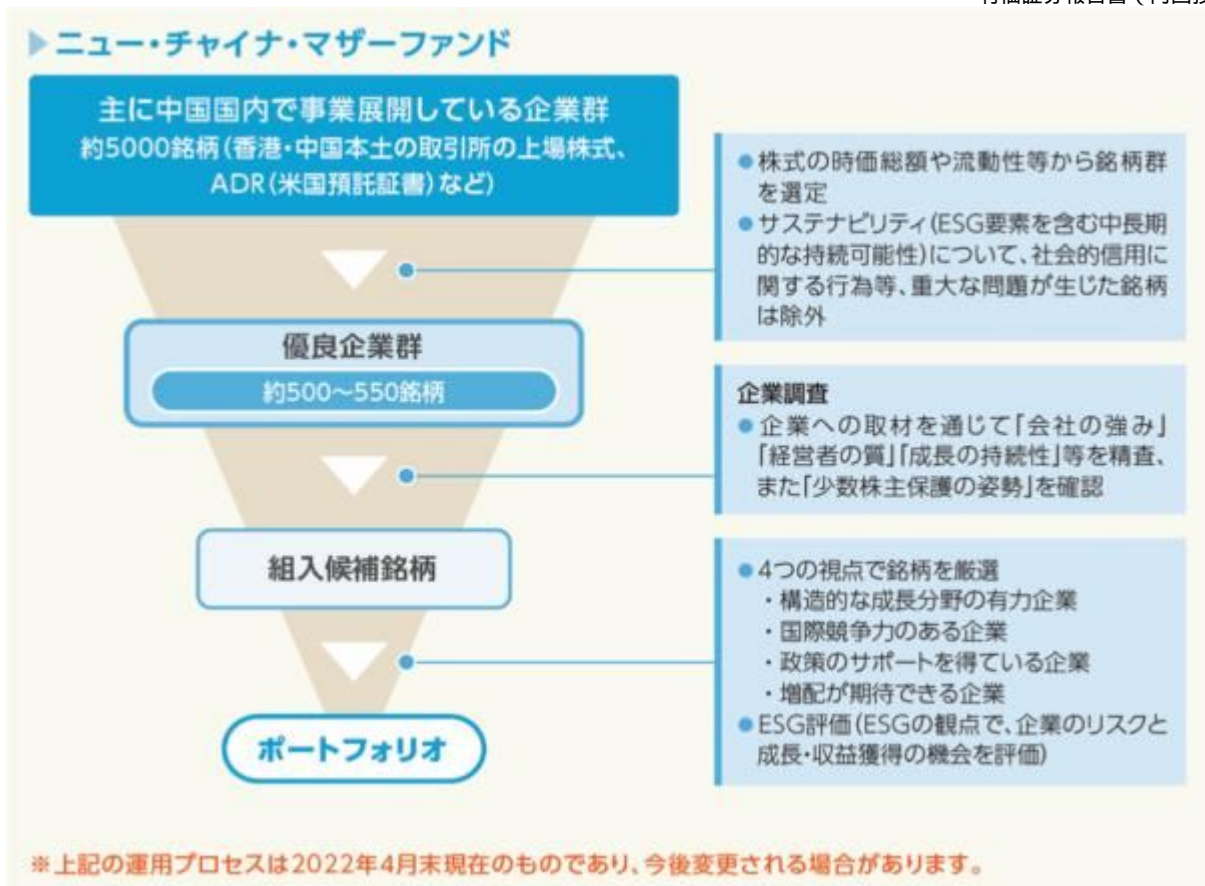 有価証券報告書(内国投
ニュー・チャイナ・マザーファンド
主に中国国内で事業展開している企業群
約5000銘柄(香港・中国本土の取引所の上場株式、
ADR(米国預託証書)など)
●株式の時価総額や流動性等から銘柄群
を選定
●サステナビリティ(ESG要素を含む中長期
的な持続可能性)について、社会的信用に
関する行為等、重大な問題が生じた銘柄
は除外
優良企業群
約500～550銘柄
企業調査
●企業への取材を通じて「会社の強み」
「経営者の質」「成長の持続性」等を精査、
また「少数株主保護の姿勢」を確認
組入候補銘柄
●4つの視点で銘柄を厳選
・構造的な成長分野の有力企業
・国際競争力のある企業
・政策のサポートを得ている企業
・増配が期待できる企業
●ESG評価(ESGの観点で、企業のリスクと
成長・収益獲得の機会を評価)
ポートフォリオ
※上記の運用プロセスは2022年4月末現在のものであり、今後変更される場合があります。